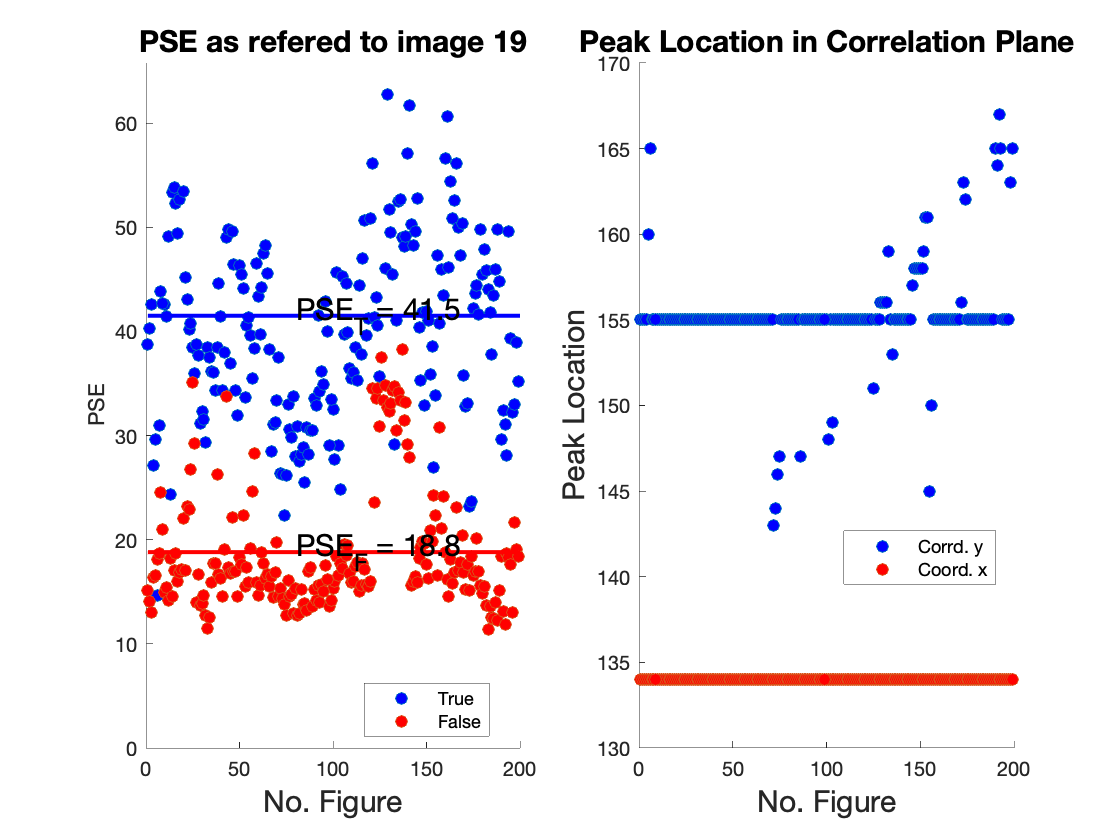 PSE as refered to image 19
60
50
40
30
20
10
0
PSE
PSE_T = 41.5
PSE_F = 18.8
True
False
0 50 100 150 200
No. Figure
Peak Location in Correlation Plane
170
165
160
155
150
145
140
135
130
Peak Location
Corrd. y
Coord. x
0 50 100 150 200
No. Figure